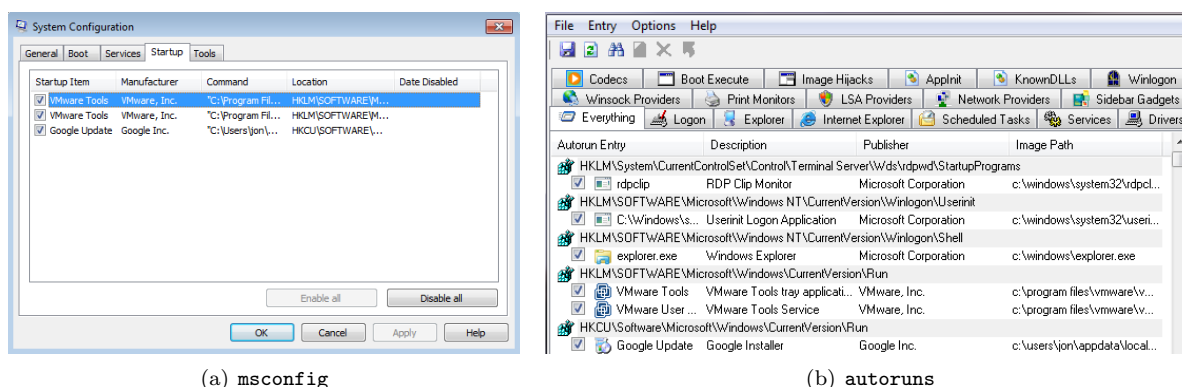 System Configuration
General Boot Services Startup Tools
Startup Item Manufacturer Command Location Date Disabled
VMware Tools VMware, Inc. "C:\Program Fil... HKLM\SOFTWARE\M...
VMware Tools VMware, Inc. "C:\Program Fil... HKLM\SOFTWARE\M...
Google Update Google Inc. "C:\Users\jon\... HKCU\SOFTWARE\...
Enable all Disable all
OK Cancel Apply Help
(a) msconfig
File Entry Options Help
Codecs Boot Execute Image Hijacks AppInit KnownDLLs Winlogon
Winsock Providers Print Monitors LSA Providers Network Providers Sidebar Gadgets
Everything Logon Explorer Internet Explorer Scheduled Tasks Services Drivers
Autorun Entry Description Publisher Image Path
HKLM\System\CurrentControlSet\Control\Terminal Server\Wds\rdpwd\StartupPrograms
rdpclip RDP Clip Monitor Microsoft Corporation c:\windows\system32\rdpcl...
HKLM\SOFTWARE\Microsoft\Windows NT\CurrentVersion\Winlogon\Userinit
C:\Windows\s... Userinit Logon Application Microsoft Corporation c:\windows\system32\useri...
HKLM\SOFTWARE\Microsoft\Windows NT\CurrentVersion\Winlogon\Shell
explorer.exe Windows Explorer Microsoft Corporation c:\windows\explorer.exe
HKLM\SOFTWARE\Microsoft\Windows\CurrentVersion\Run
VMware Tools VMware Tools tray applicati... VMware, Inc. c:\program files\vmware\v...
VMware User ... VMware Tools Service VMware, Inc. c:\program files\vmware\v...
HKCU\Software\Microsoft\Windows\CurrentVersion\Run
Google Update Google Installer Google Inc. c:\users\jon\appdata\local...
(b) autoruns